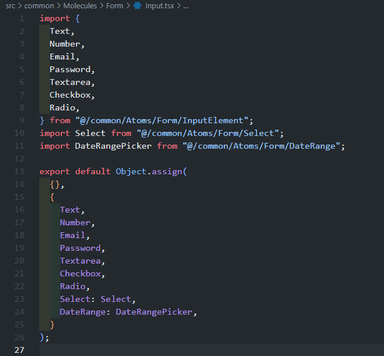 src > common > Molecules > Form > Input.tsx > ...
1 import {
2 Text,
3 Number,
4 Email,
5 Password,
6 Textarea,
7 Checkbox,
8 Radio,
9 } from "@/common/Atoms/Form/InputElement";
10 import Select from "@/common/Atoms/Form/Select";
11 import DateRangePicker from "@/common/Atoms/Form/DateRange";
12
13 export default Object.assign(
14 {},
15 {
16 Text,
17 Number,
18 Email,
19 Password,
20 Textarea,
21 Checkbox,
22 Radio,
23 Select: Select,
24 DateRange: DateRangePicker,
25 }
26 );
27